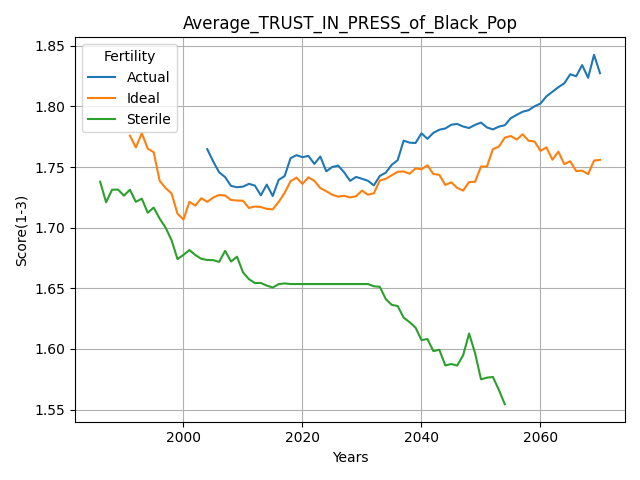 Average_TRUST_IN_PRESS_of_Black_Pop
Fertility
Actual
Ideal
Sterile
Score(1-3)
1.85
1.80
1.75
1.70
1.65
1.60
1.55
2000 2020 2040 2060
Years